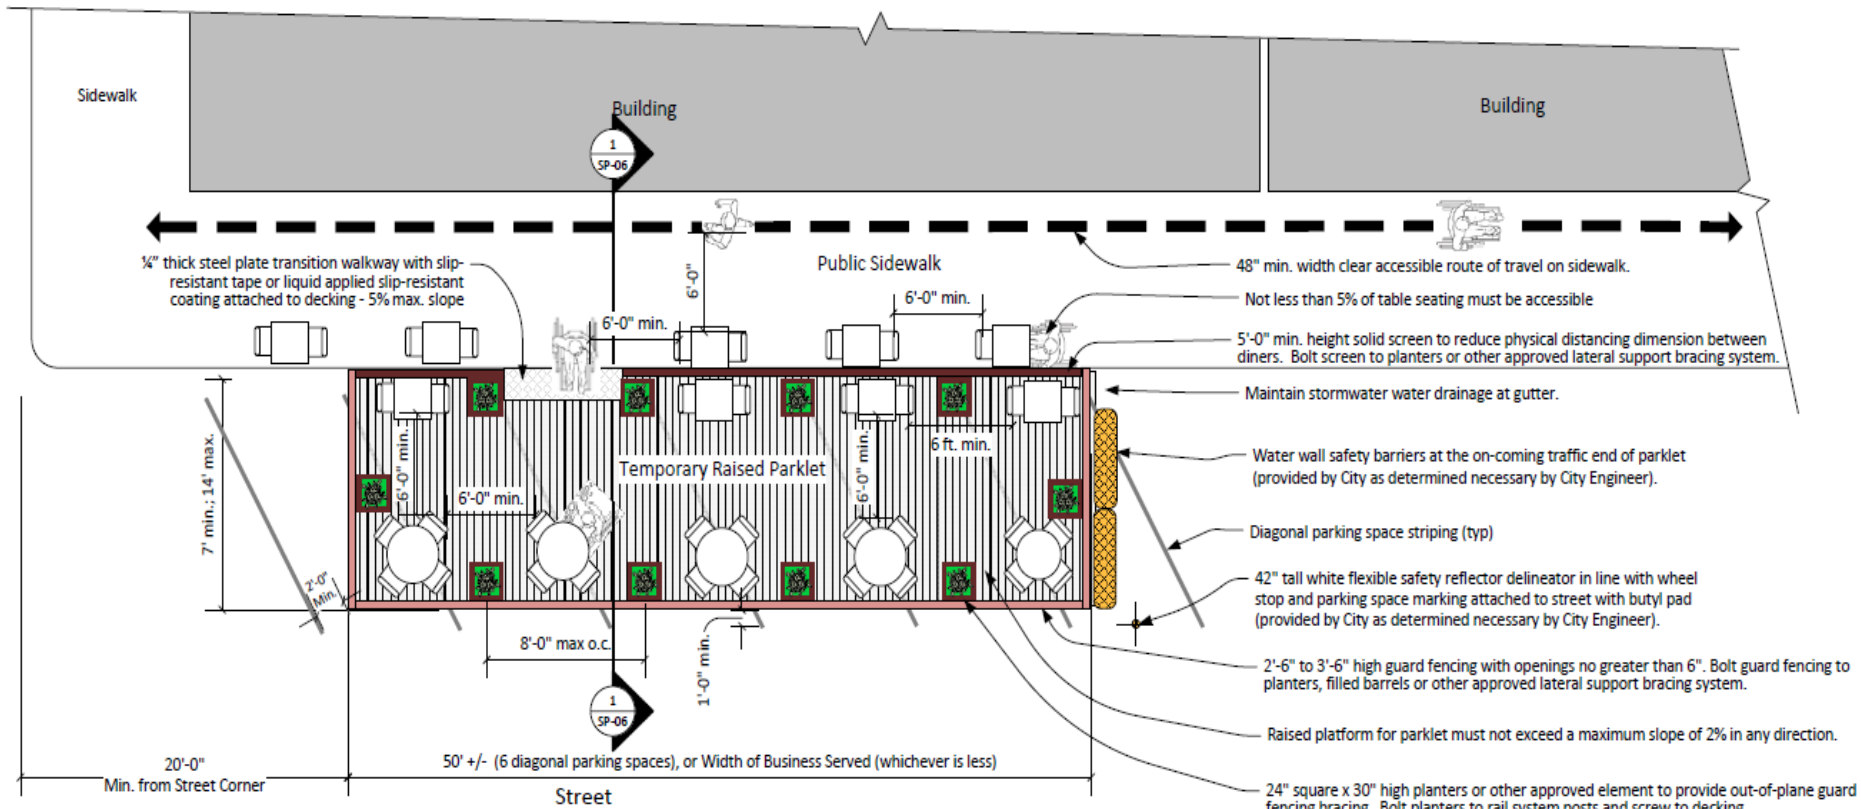 Sidewalk
Building
Building
1
SP-06
¼" thick steel plate transition walkway with slip-
resistant tape or liquid applied slip-resistant
coating attached to decking - 5% max. slope
6'-0"
Public Sidewalk
48" min. width clear accessible route of travel on sidewalk.
6'-0" min.
Not less than 5% of table seating must be accessible
6'-0" min.
5'-0" min. height solid screen to reduce physical distancing dimension between
diners. Bolt screen to planters or other approved lateral support bracing system.
Maintain stormwater water drainage at gutter.
7' min.; 14' max.
6'-0" min.
6'-0" min.
Temporary Raised Parklet
6'-0" min.
6 ft. min.
Water wall safety barriers at the on-coming traffic end of parklet
(provided by City as determined necessary by City Engineer).
Diagonal parking space striping (typ)
2'-0"
Min.
42" tall white flexible safety reflector delineator in line with wheel
stop and parking space marking attached to street with butyl pad
(provided by City as determined necessary by City Engineer).
8'-0" max o.c.
1'-0" min.
2'-6" to 3'-6" high guard fencing with openings no greater than 6". Bolt guard fencing to
planters, filled barrels or other approved lateral support bracing system.
1
SP-06
Raised platform for parklet must not exceed a maximum slope of 2% in any direction.
20'-0"
Min. from Street Corner
50' +/- (6 diagonal parking spaces), or Width of Business Served (whichever is less)
Street
24" square x 30" high planters or other approved element to provide out-of-plane guard
fencing bracing. Bolt planters to rail system posts and screw to decking.